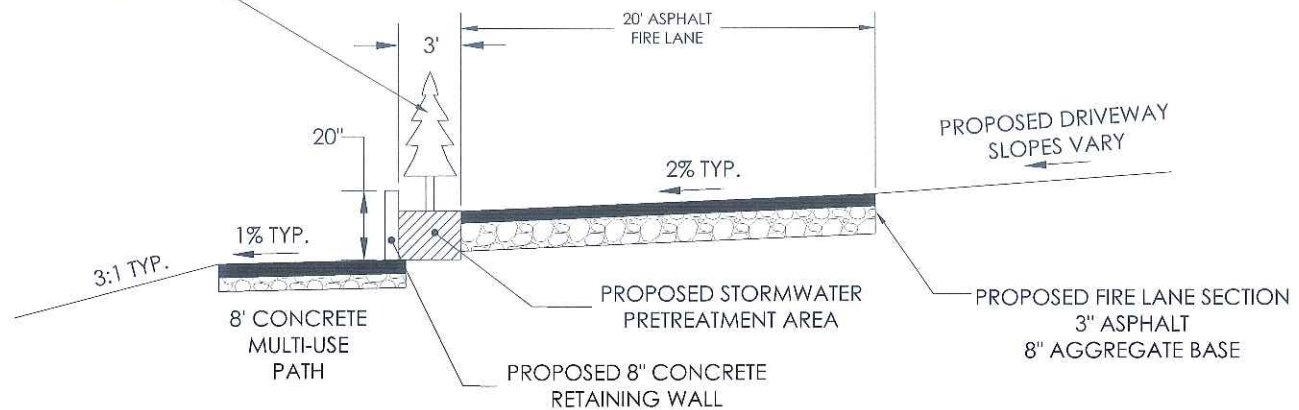 20' ASPHALT
FIRE LANE
3'
20"
PROPOSED DRIVEWAY
SLOPES VARY
2% TYP.
1% TYP.
3:1 TYP.
8' CONCRETE
MULTI-USE
PATH
PROPOSED STORMWATER
PRETREATMENT AREA
PROPOSED FIRE LANE SECTION
3" ASPHALT
8" AGGREGATE BASE
PROPOSED 8" CONCRETE
RETAINING WALL